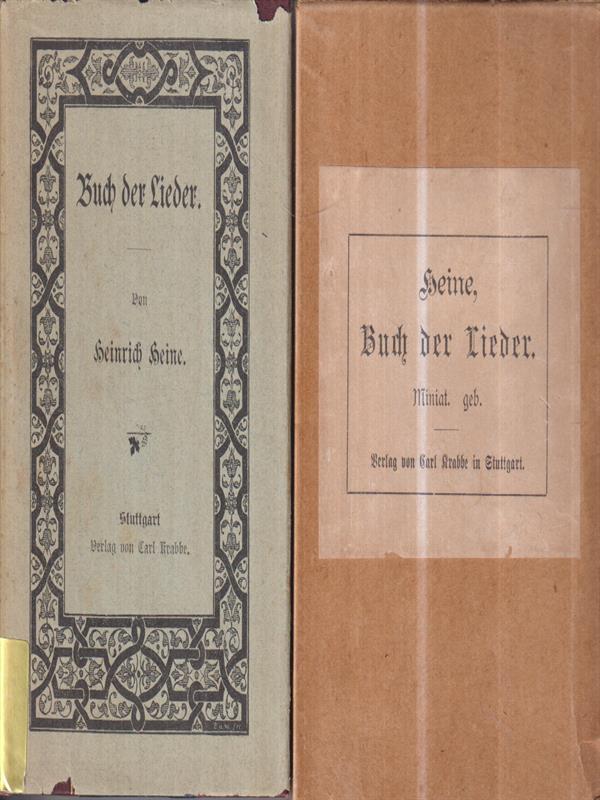 Buch der Lieder.
Von
Heinrich Heine.
Stuttgart
Verlag von Carl Krabbe.
Heine,
Buch der Lieder.
Miniat. geb.
Verlag von Carl Krabbe in Stuttgart.